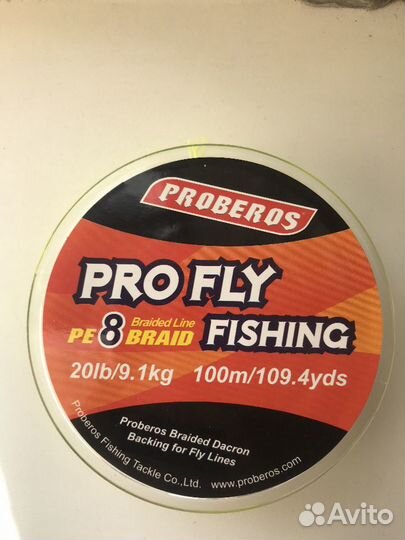 PROBEROS
PRO FLY
Braided Line
PE 8 BRAID FISHING
20lb/9.1kg 100m/109.4yds
Proberos Braided Dacron
Backing for Fly Lines
Proberos Fishing Tackle Co.,Ltd. www.proberos.com
Avito